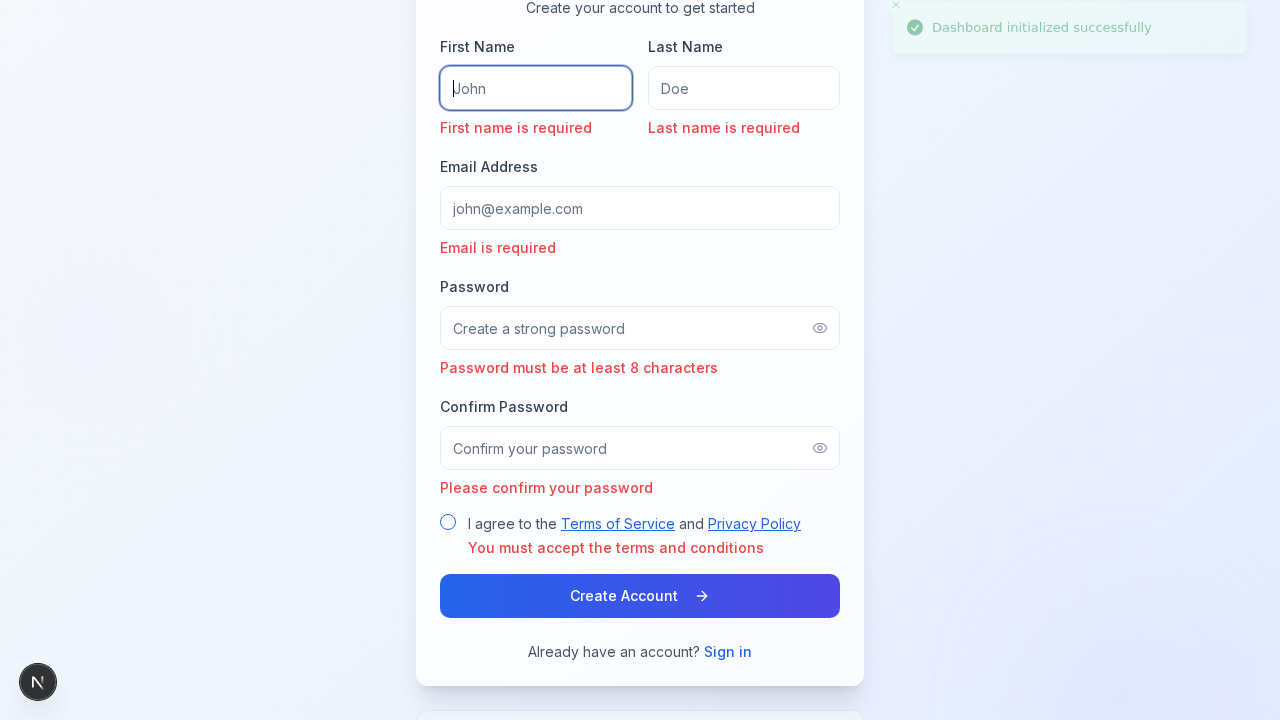 Create your account to get started
Dashboard initialized successfully
First Name
Last Name
John
Doe
First name is required
Last name is required
Email Address
john@example.com
Email is required
Password
Create a strong password
Password must be at least 8 characters
Confirm Password
Confirm your password
Please confirm your password
I agree to the Terms of Service and Privacy Policy
You must accept the terms and conditions
Create Account
Already have an account? Sign in
N